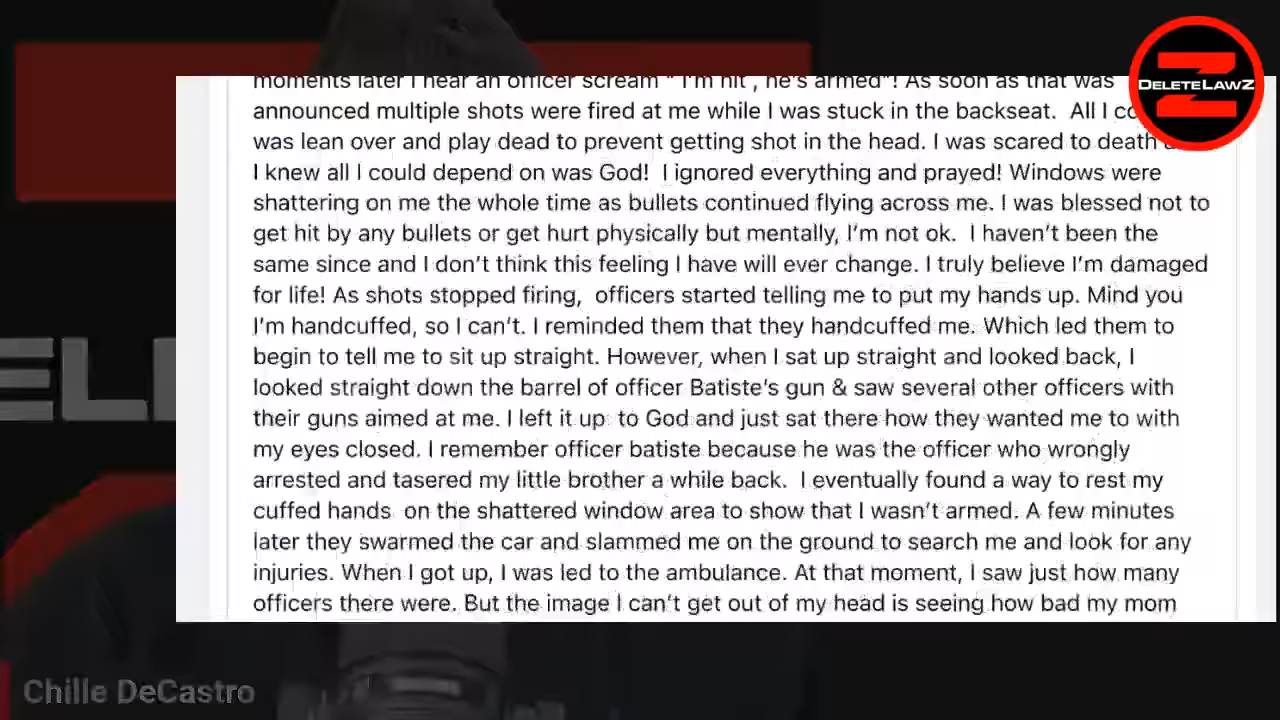 moments later I hear an officer scream " I'm hit , he's armed"! As soon as that was
announced multiple shots were fired at me while I was stuck in the backseat.  All I co
was lean over and play dead to prevent getting shot in the head. I was scared to death
I knew all I could depend on was God!  I ignored everything and prayed! Windows were
shattering on me the whole time as bullets continued flying across me. I was blessed not to
get hit by any bullets or get hurt physically but mentally, I'm not ok.  I haven't been the
same since and I don't think this feeling I have will ever change. I truly believe I'm damaged
for life! As shots stopped firing,  officers started telling me to put my hands up. Mind you
I'm handcuffed, so I can't. I reminded them that they handcuffed me. Which led them to
begin to tell me to sit up straight. However, when I sat up straight and looked back, I
looked straight down the barrel of officer Batiste's gun & saw several other officers with
their guns aimed at me. I left it up  to God and just sat there how they wanted me to with
my eyes closed. I remember officer batiste because he was the officer who wrongly
arrested and tasered my little brother a while back.  I eventually found a way to rest my
cuffed hands  on the shattered window area to show that I wasn't armed. A few minutes
later they swarmed the car and slammed me on the ground to search me and look for any
injuries. When I got up, I was led to the ambulance. At that moment, I saw just how many
officers there were. But the image I can't get out of my head is seeing how bad my mom
DELETELAWZ
EL
Chille DeCastro